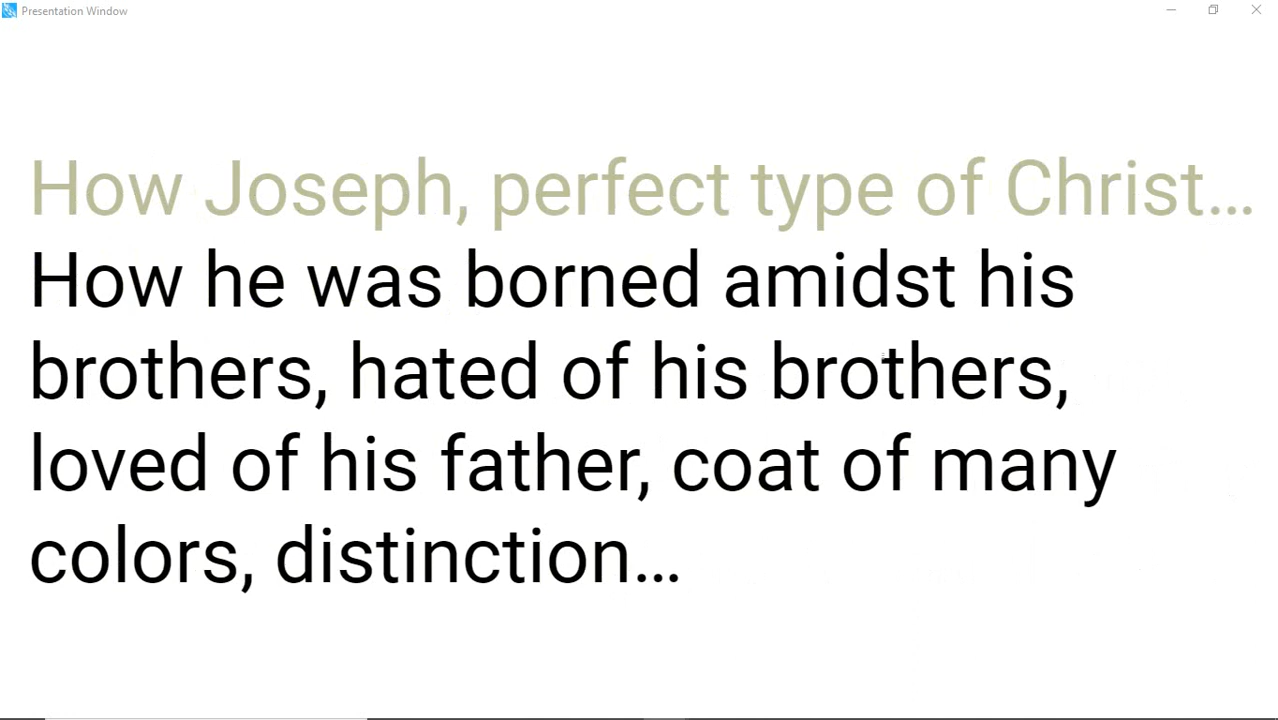 Presentation Window
How Joseph, perfect type of Christ…
How he was borned amidst his
brothers, hated of his brothers,
loved of his father, coat of many
colors, distinction…